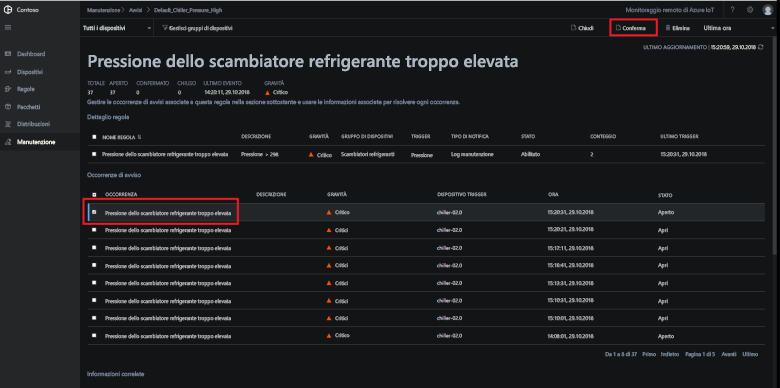 Contoso
Manutenzione > Avvisi > Default_Chiller_Pressure_High
Monitoraggio remoto di Azure IoT
Tutti i dispositivi
Gestisci gruppi di dispositivi
Chiudi
Conferma
Elimina
Ultima ora
ULTIMO AGGIORNAMENTO | 15:20:59, 29.10.2018
Dashboard
Dispositivi
Regole
Pacchetti
Distribuzioni
Manutenzione
Pressione dello scambiatore refrigerante troppo elevata
TOTALE APERTO CONFERMATO CHIUSO ULTIMO EVENTO GRAVITÀ
37 37 0 0 14:20:11, 29.10.2018 Critico
Gestire le occorrenze di avvisi associate e questa regola nella sezione sottostante e usare le informazioni associate per risolvere ogni occorrenza.
Dettaglio regola
NOME REGOLA DESCRIZIONE GRAVITÀ GRUPPO DI DISPOSITIVI TRIGGER TIPO DI NOTIFICA STATO CONTEGGIO ULTIMO TRIGGER
Pressione dello scambiatore refrigerante troppo elevata Pressione > 298 Critico Scambiatori refrigeranti Pressione Log manutenzione Abilitato 2 15:20:31, 29.10.2018
Occorrenze di avviso
OCCORRENZA DESCRIZIONE GRAVITÀ DISPOSITIVO TRIGGER ORA STATO
Pressione dello scambiatore refrigerante troppo elevata Critico chiller-02.0 15:20:31, 29.10.2018 Aperto
Pressione dello scambiatore refrigerante troppo elevata Critici chiller-02.0 15:20:21, 29.10.2018 Apri
Pressione dello scambiatore refrigerante troppo elevata Critici chiller-02.0 15:17:11, 29.10.2018 Apri
Pressione dello scambiatore refrigerante troppo elevata Critici chiller-02.0 15:16:41, 29.10.2018 Apri
Pressione dello scambiatore refrigerante troppo elevata Critici chiller-02.0 15:13:31, 29.10.2018 Apri
Pressione dello scambiatore refrigerante troppo elevata Critici chiller-02.0 15:10:31, 29.10.2018 Apri
Pressione dello scambiatore refrigerante troppo elevata Critici chiller-02.0 15:10:01, 29.10.2018 Apri
Pressione dello scambiatore refrigerante troppo elevata Critico chiller-02.0 14:08:01, 29.10.2018 Aperto
Da 1 a 8 di 37 Primo Indietro Pagina 1 di 5 Avanti Ultimo
Informazioni correlate